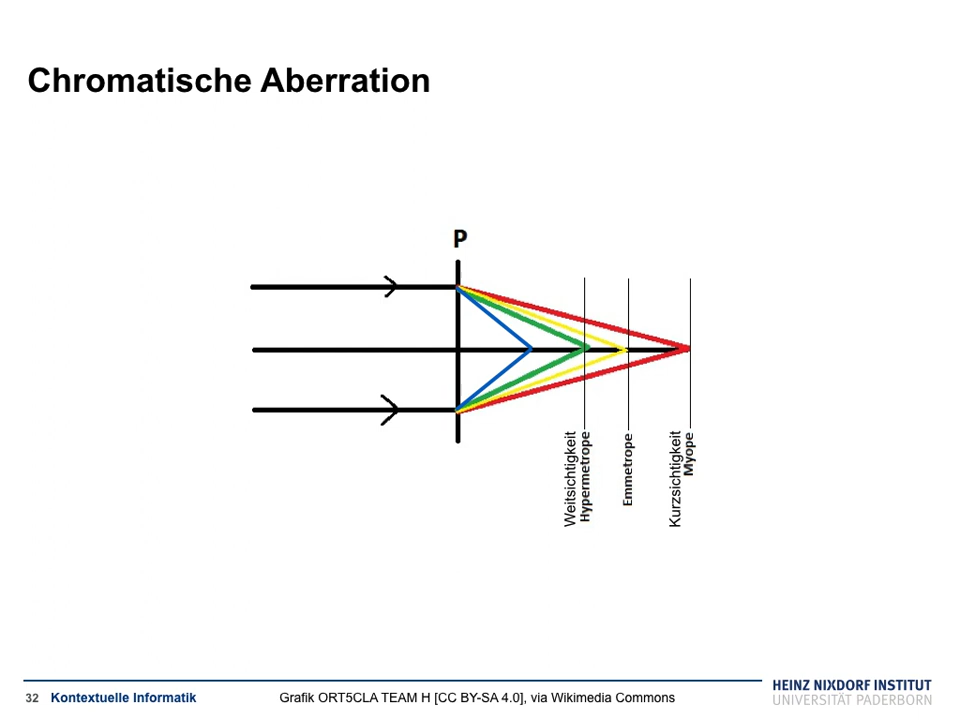 Chromatische Aberration
P
Weitsichtigkeit
Hypermetrope
Emmetrope
Kurzsichtigkeit
Myope
32 Kontextuelle Informatik
Grafik ORT5CLA TEAM H [CC BY-SA 4.0], via Wikimedia Commons
HEINZ NIXDORF INSTITUT
UNIVERSITÄT PADERBORN